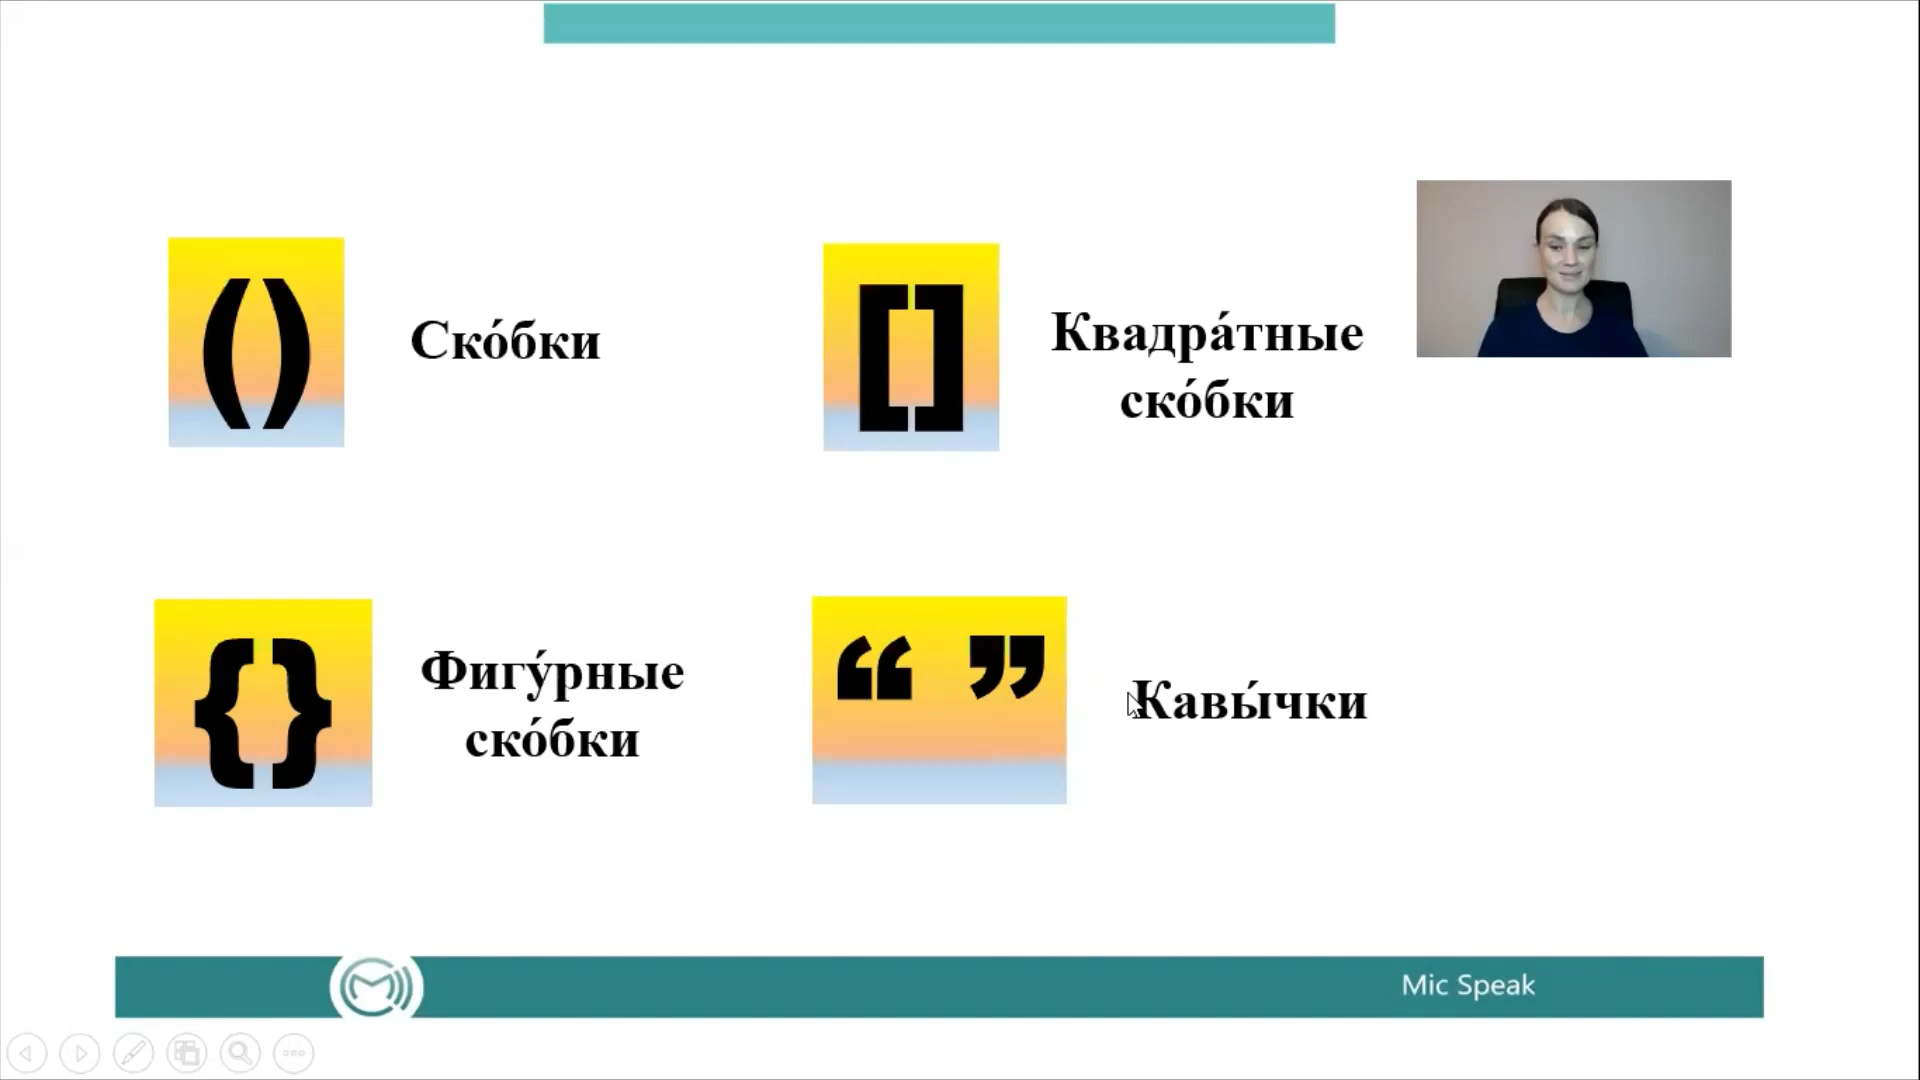 ()
Ско́бки
[]
Квадра́тные
ско́бки
{}
Фигу́рные
ско́бки
“ ”
Кавы́чки
Mic Speak